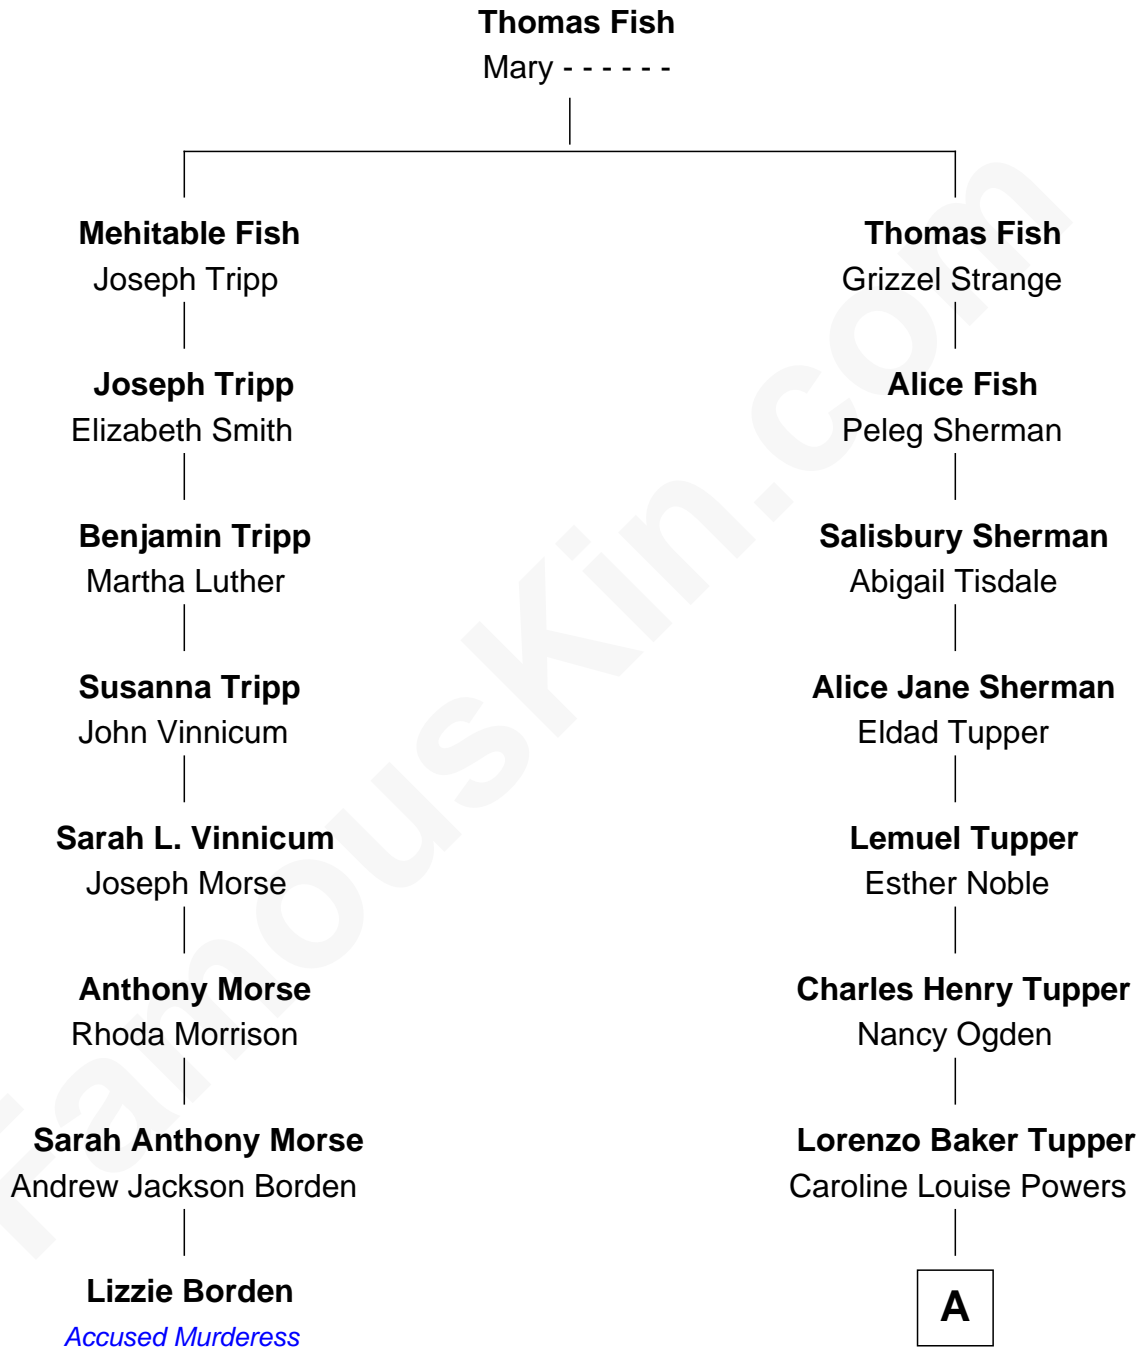 Thomas Fish
Mary - - - - - -
Mehitable Fish
Joseph Tripp
Thomas Fish
Grizzel Strange
Joseph Tripp
Elizabeth Smith
Alice Fish
Peleg Sherman
Benjamin Tripp
Martha Luther
Salisbury Sherman
Abigail Tisdale
Susanna Tripp
John Vinnicum
Alice Jane Sherman
Eldad Tupper
Sarah L. Vinnicum
Joseph Morse
Lemuel Tupper
Esther Noble
Anthony Morse
Rhoda Morrison
Charles Henry Tupper
Nancy Ogden
Sarah Anthony Morse
Andrew Jackson Borden
Lorenzo Baker Tupper
Caroline Louise Powers
Lizzie Borden
Accused Murderess
A
FamousKin.com